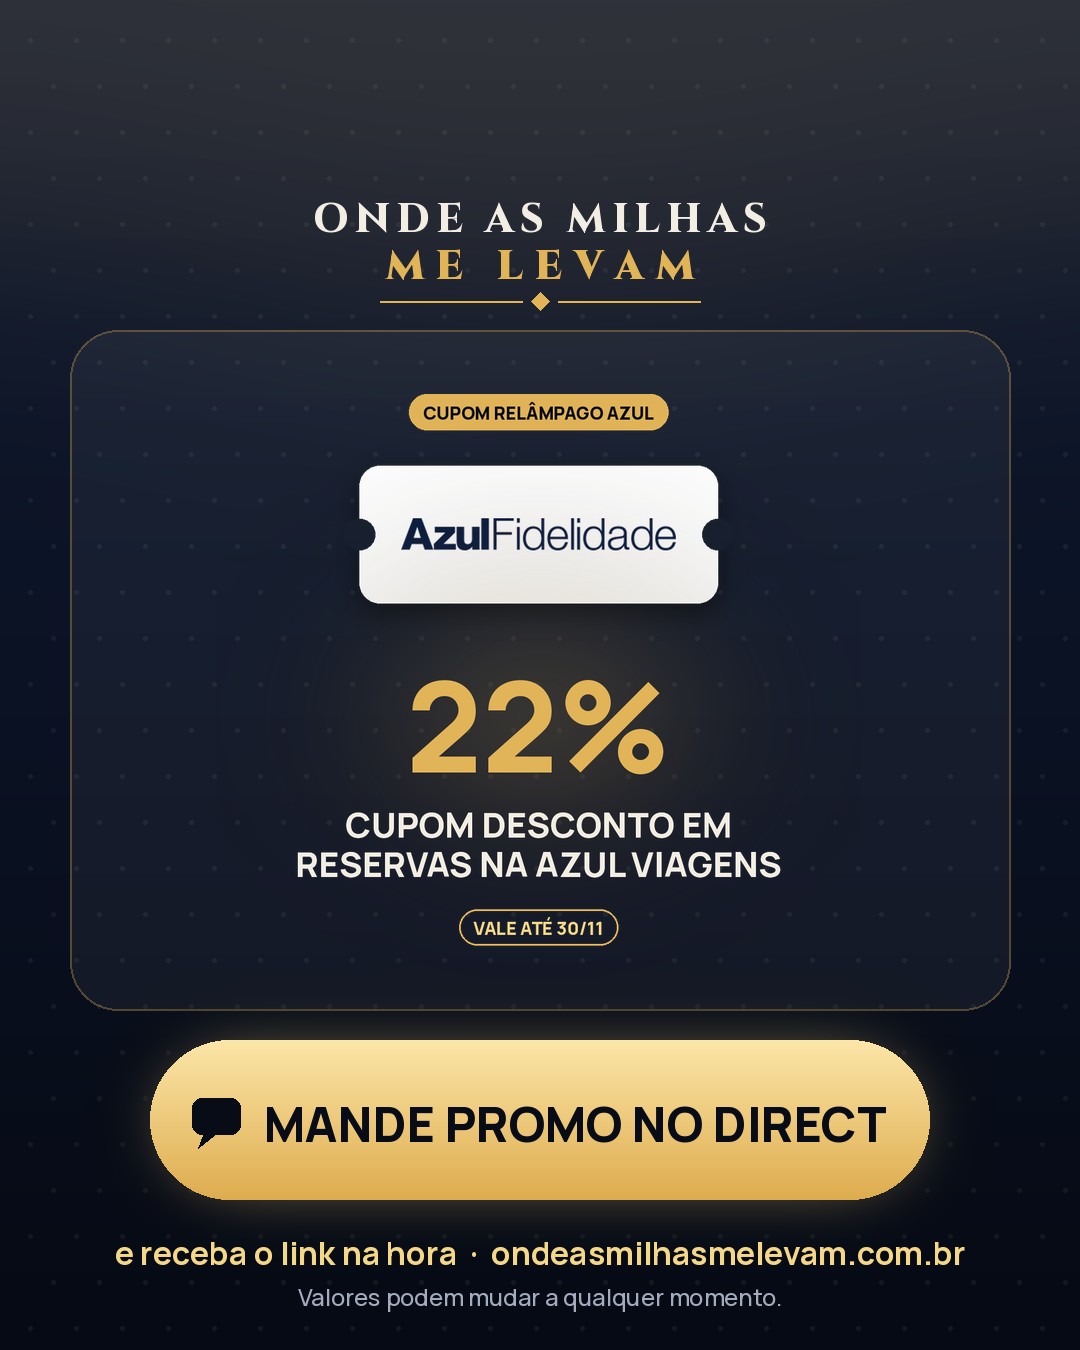 ONDE AS MILHAS
ME LEVAM
CUPOM RELÂMPAGO AZUL
AzulFidelidade
22%
CUPOM DESCONTO EM
RESERVAS NA AZUL VIAGENS
VALE ATÉ 30/11
MANDE PROMO NO DIRECT
e receba o link na hora · ondeasmilhasmelevam.com.br
Valores podem mudar a qualquer momento.